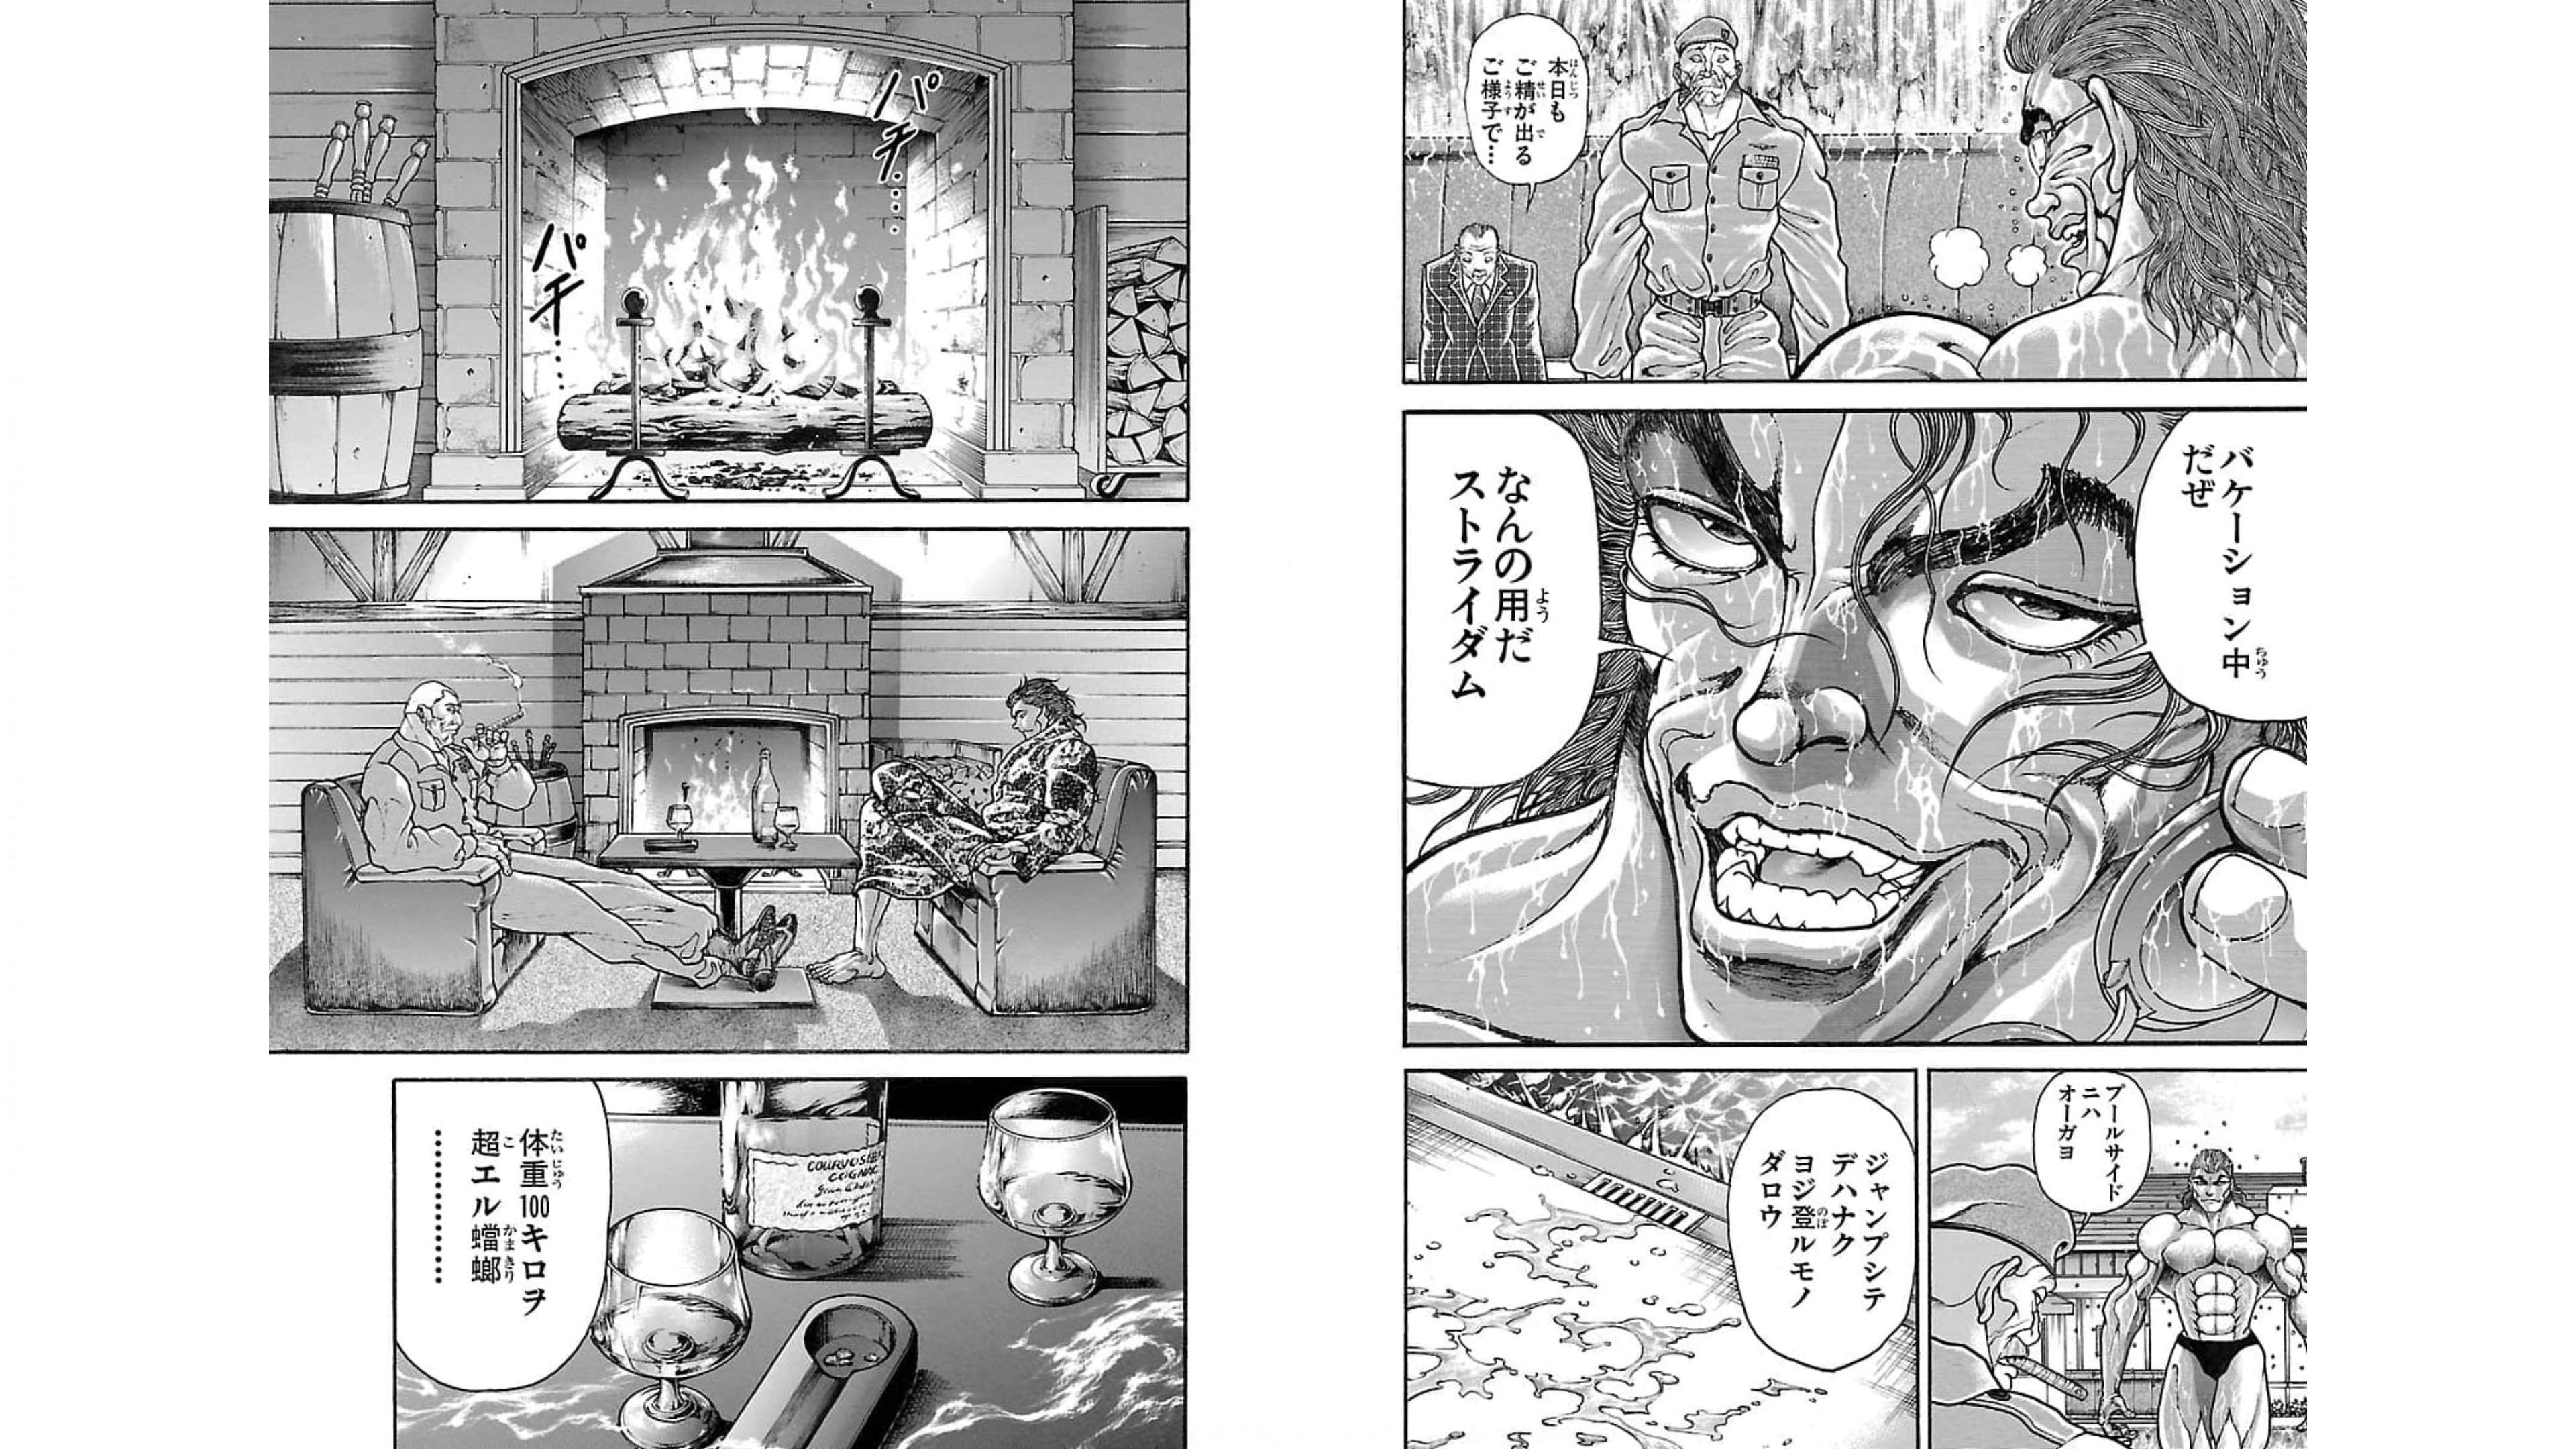 本日も
ご精が出る
ご様子で…
バケーション中
だぜ
なんの用だ
ストライダム
プールサイド
ニハ
オーガヨ
ジャンプシテ
デハナク
ヨジ登ルモノ
ダロウ
パチ……
パチ……
体重100キロヲ
超エル蟷螂
……………
COURVOISIER
COGNAC